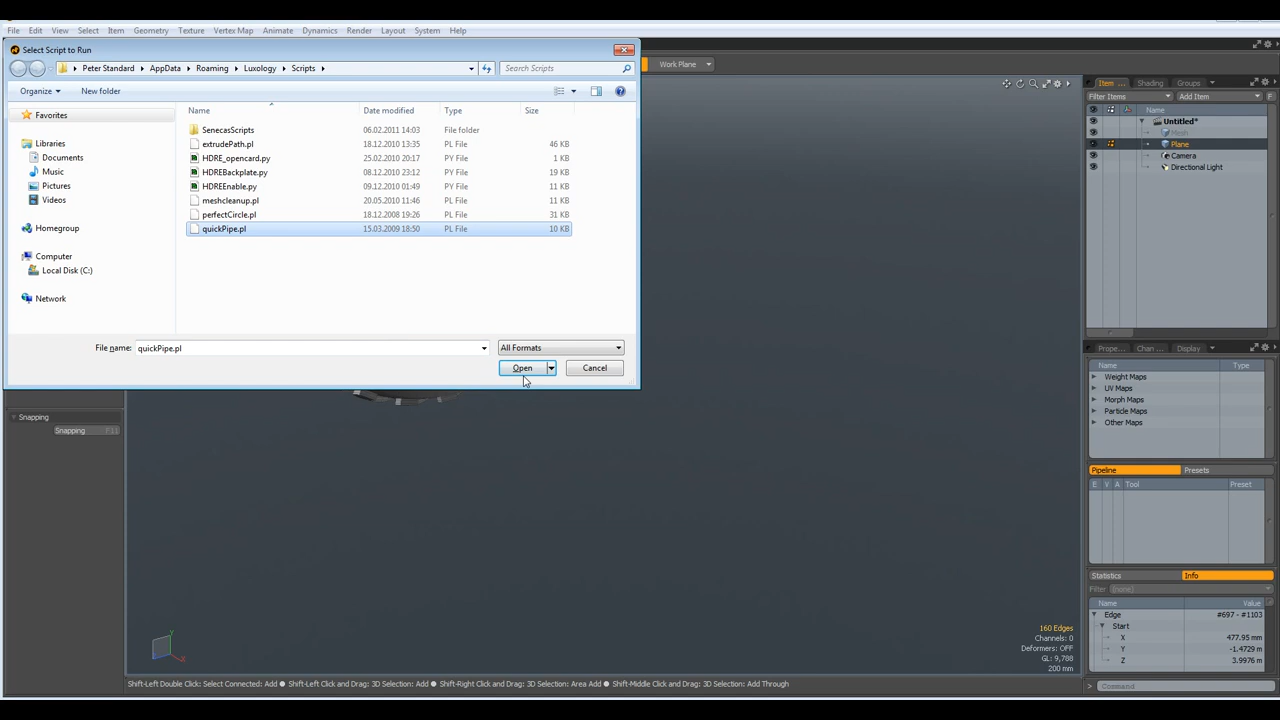 File Edit View Select Item Geometry Texture Vertex Map Animate Dynamics Render Layout System Help
Select Script to Run
Peter Standard AppData Roaming Luxology Scripts
Search Scripts
Organize New folder
Name Date modified Type Size
Favorites
Libraries
Documents
Music
Pictures
Videos
Homegroup
Computer
Local Disk (C:)
Network
SenecasScripts 06.02.2011 14:03 File folder
extrudePath.pl 18.12.2010 13:35 PL File 46 KB
HDRE_opencard.py 25.02.2010 20:17 PY File 1 KB
HDREBackplate.py 08.12.2010 23:12 PY File 19 KB
HDREEnable.py 09.12.2010 01:49 PY File 11 KB
meshcleanup.pl 20.05.2010 11:46 PL File 11 KB
perfectCircle.pl 18.12.2008 19:26 PL File 31 KB
quickPipe.pl 15.03.2009 18:50 PL File 10 KB
File name: quickPipe.pl All Formats
Open Cancel
Work Plane
Snapping
Snapping F11
Item ... Shading Groups
Filter Items Add Item F
Name
Untitled*
Mesh
Plane
Camera
Directional Light
Prope... Chan ... Display
Name Type
Weight Maps
UV Maps
Morph Maps
Particle Maps
Other Maps
Pipeline Presets
E V A Tool Preset
Statistics Info
Filter (none)
Name Value
Edge #697 - #1103
Start
X 477.95 mm
Y -1.4729 m
Z 3.9976 m
160 Edges
Channels: 0
Deformers: OFF
GL: 9,788
200 mm
Y
X
Shift-Left Double Click: Select Connected: Add ● Shift-Left Click and Drag: 3D Selection: Add ● Shift-Right Click and Drag: 3D Selection: Area Add ● Shift-Middle Click and Drag: 3D Selection: Add Through
Command